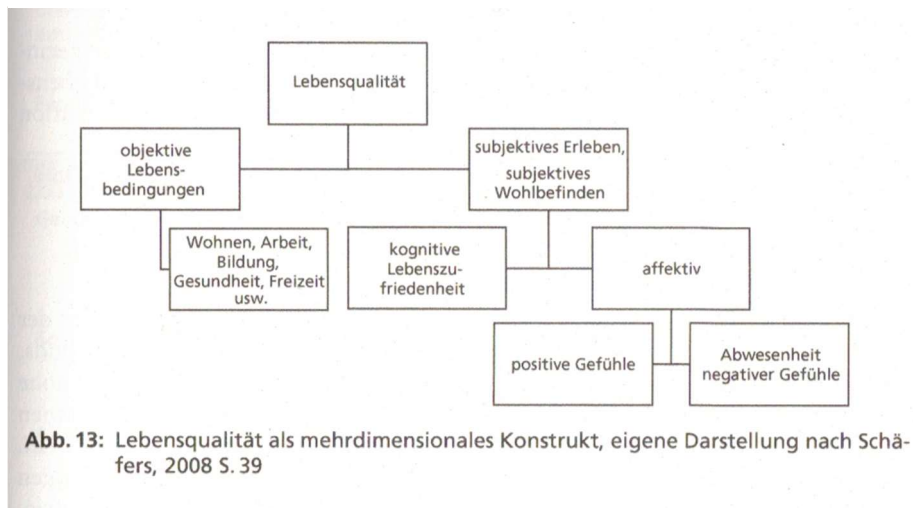 Lebensqualität
objektive
Lebens-
bedingungen
subjektives Erleben,
subjektives
Wohlbefinden
Wohnen, Arbeit,
Bildung,
Gesundheit, Freizeit
usw.
kognitive
Lebenszu-
friedenheit
affektiv
positive Gefühle
Abwesenheit
negativer Gefühle
Abb. 13: Lebensqualität als mehrdimensionales Konstrukt, eigene Darstellung nach Schä-
fers, 2008 S. 39